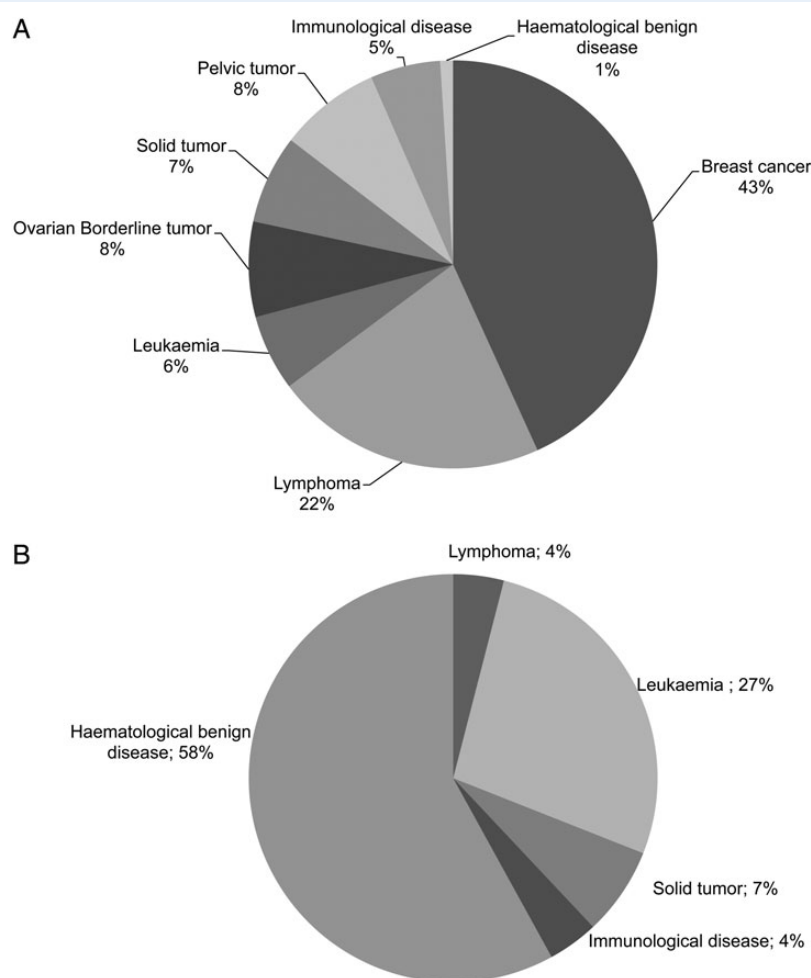 A
Immunological disease
5%
Haematological benign
disease
1%
Pelvic tumor
8%
Solid tumor
7%
Breast cancer
43%
Ovarian Borderline tumor
8%
Leukaemia
6%
Lymphoma
22%
B
Lymphoma; 4%
Leukaemia ; 27%
Haematological benign
disease; 58%
Solid tumor; 7%
Immunological disease; 4%